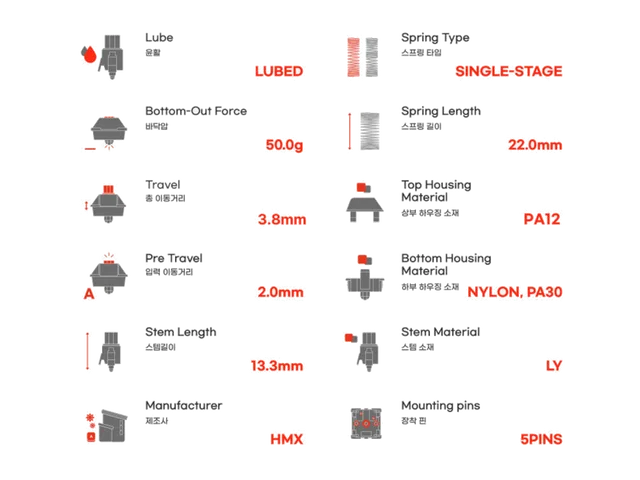 Lube
윤활
LUBED
Spring Type
스프링 타입
SINGLE-STAGE
Bottom-Out Force
바닥압
50.0g
Spring Length
스프링 길이
22.0mm
Travel
총 이동거리
3.8mm
Top Housing
Material
상부 하우징 소재
PA12
Pre Travel
입력 이동거리
A
2.0mm
Bottom Housing
Material
하부 하우징 소재
NYLON, PA30
Stem Length
스템길이
13.3mm
Stem Material
스템 소재
LY
Manufacturer
제조사
HMX
Mounting pins
장착 핀
5PINS